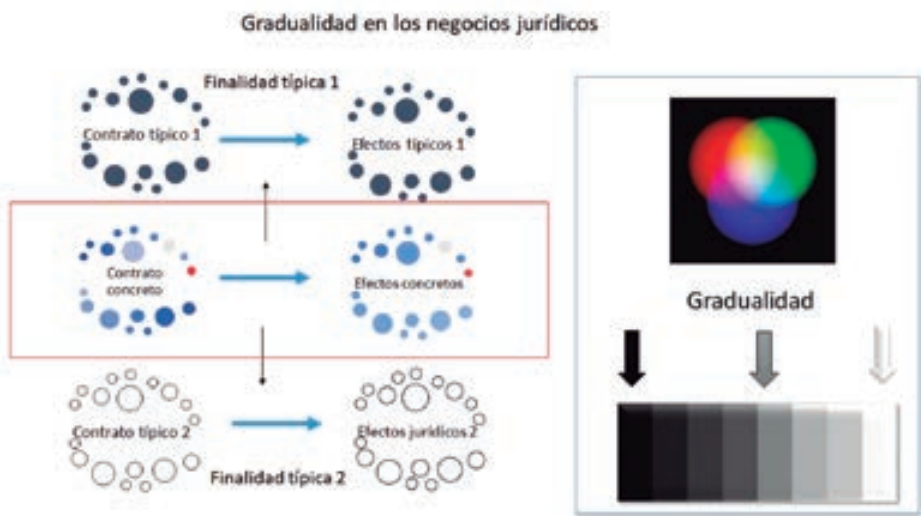 Gradualidad en los negocios jurídicos
Finalidad típica 1
Contrato típico 1
Efectos típicos 1
Contrato
concreto
Efectos concretos
Contrato típico 2
Efectos jurídicos 2
Finalidad típica 2
Gradualidad